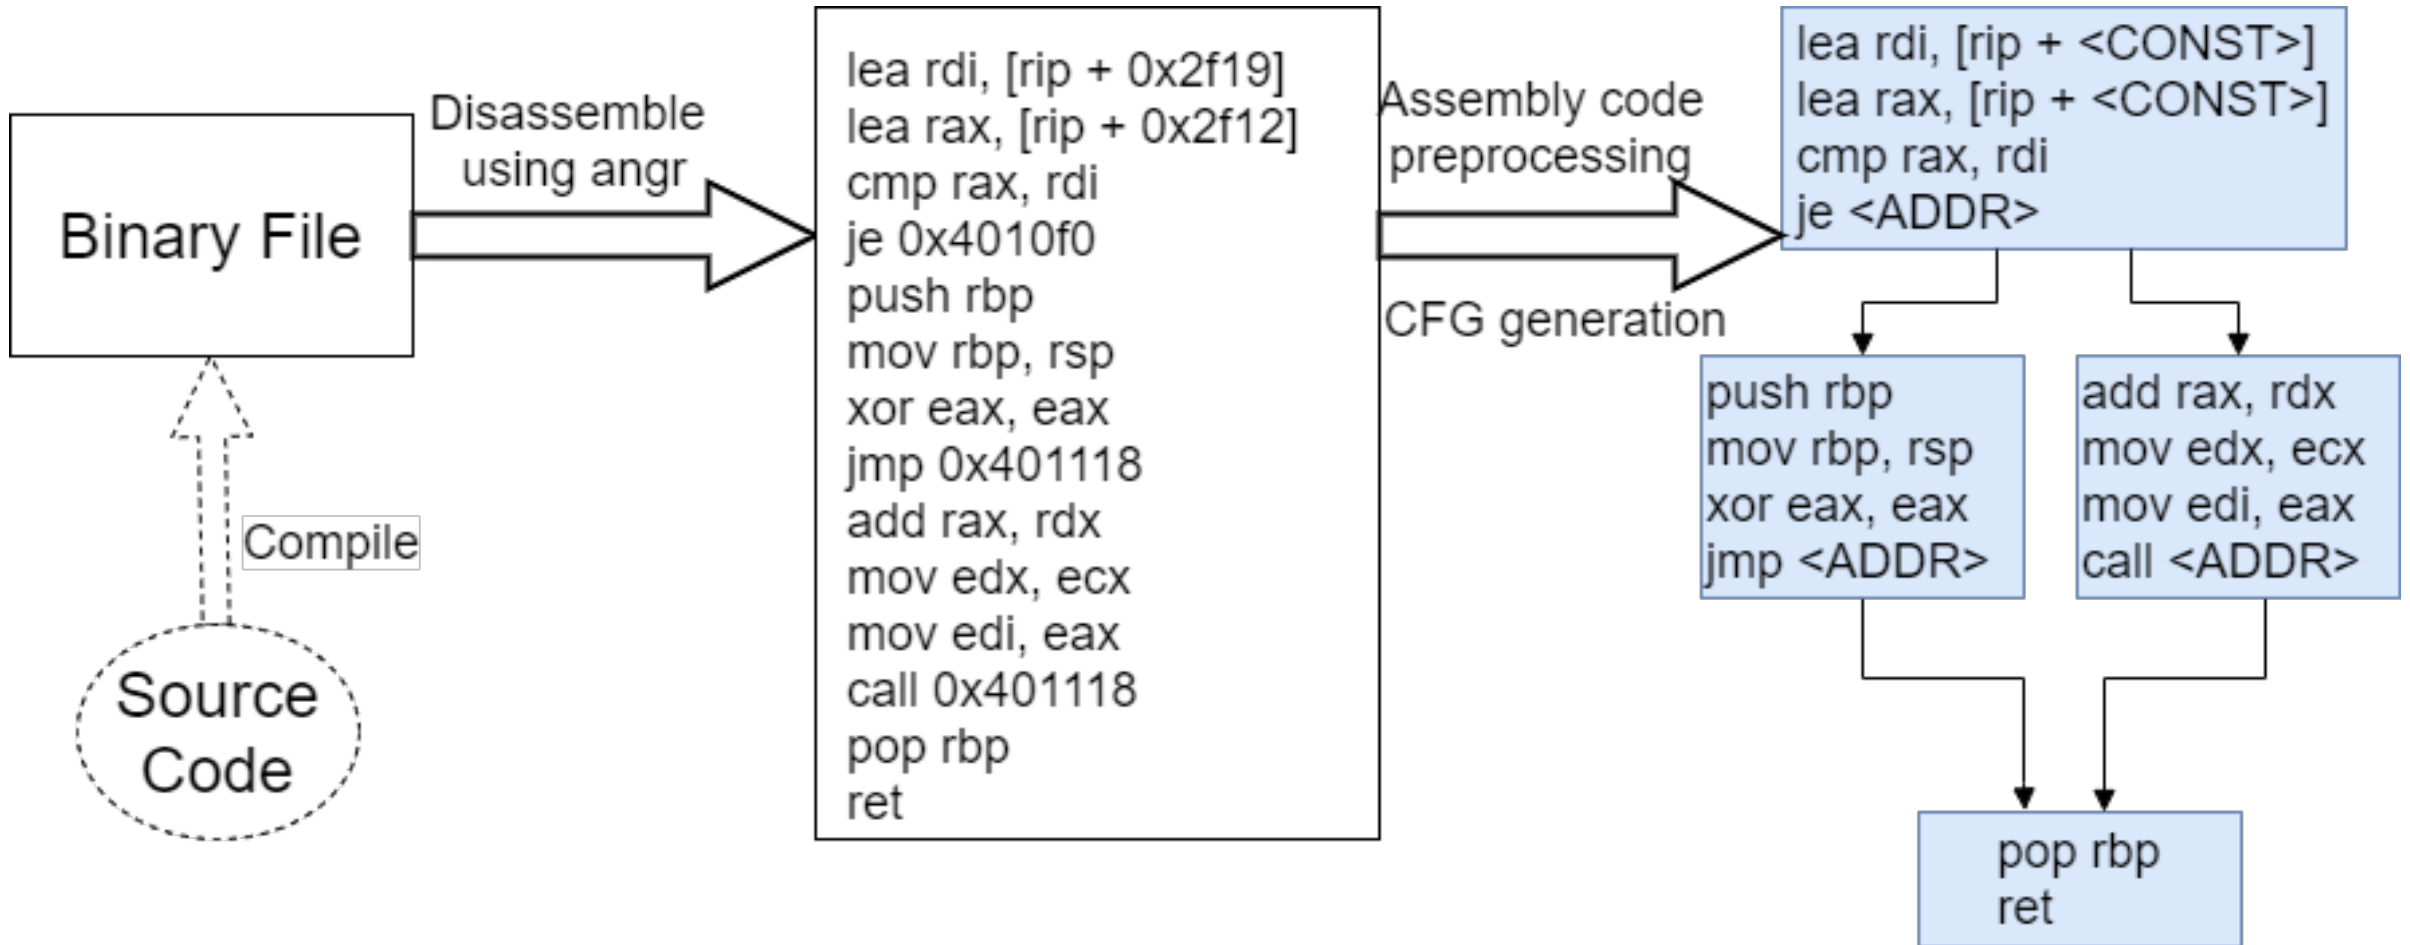 Binary File
Compile
Source
Code
Disassemble
using angr
lea rdi, [rip + 0x2f19]
lea rax, [rip + 0x2f12]
cmp rax, rdi
je 0x4010f0
push rbp
mov rbp, rsp
xor eax, eax
jmp 0x401118
add rax, rdx
mov edx, ecx
mov edi, eax
call 0x401118
pop rbp
ret
Assembly code
preprocessing
CFG generation
lea rdi, [rip + <CONST>]
lea rax, [rip + <CONST>]
cmp rax, rdi
je <ADDR>
push rbp
mov rbp, rsp
xor eax, eax
jmp <ADDR>
add rax, rdx
mov edx, ecx
mov edi, eax
call <ADDR>
pop rbp
ret